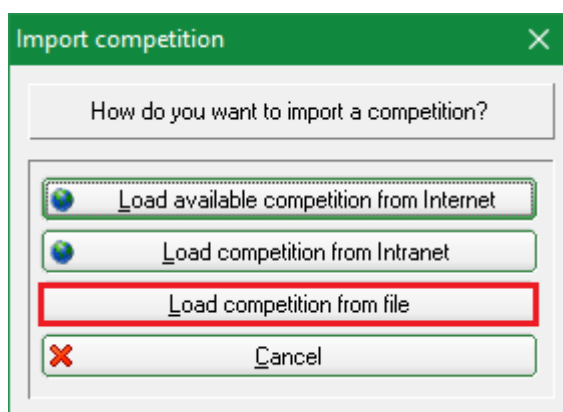 Import competition
How do you want to import a competition?
Load available competition from Internet
Load competition from Intranet
Load competition from file
Cancel